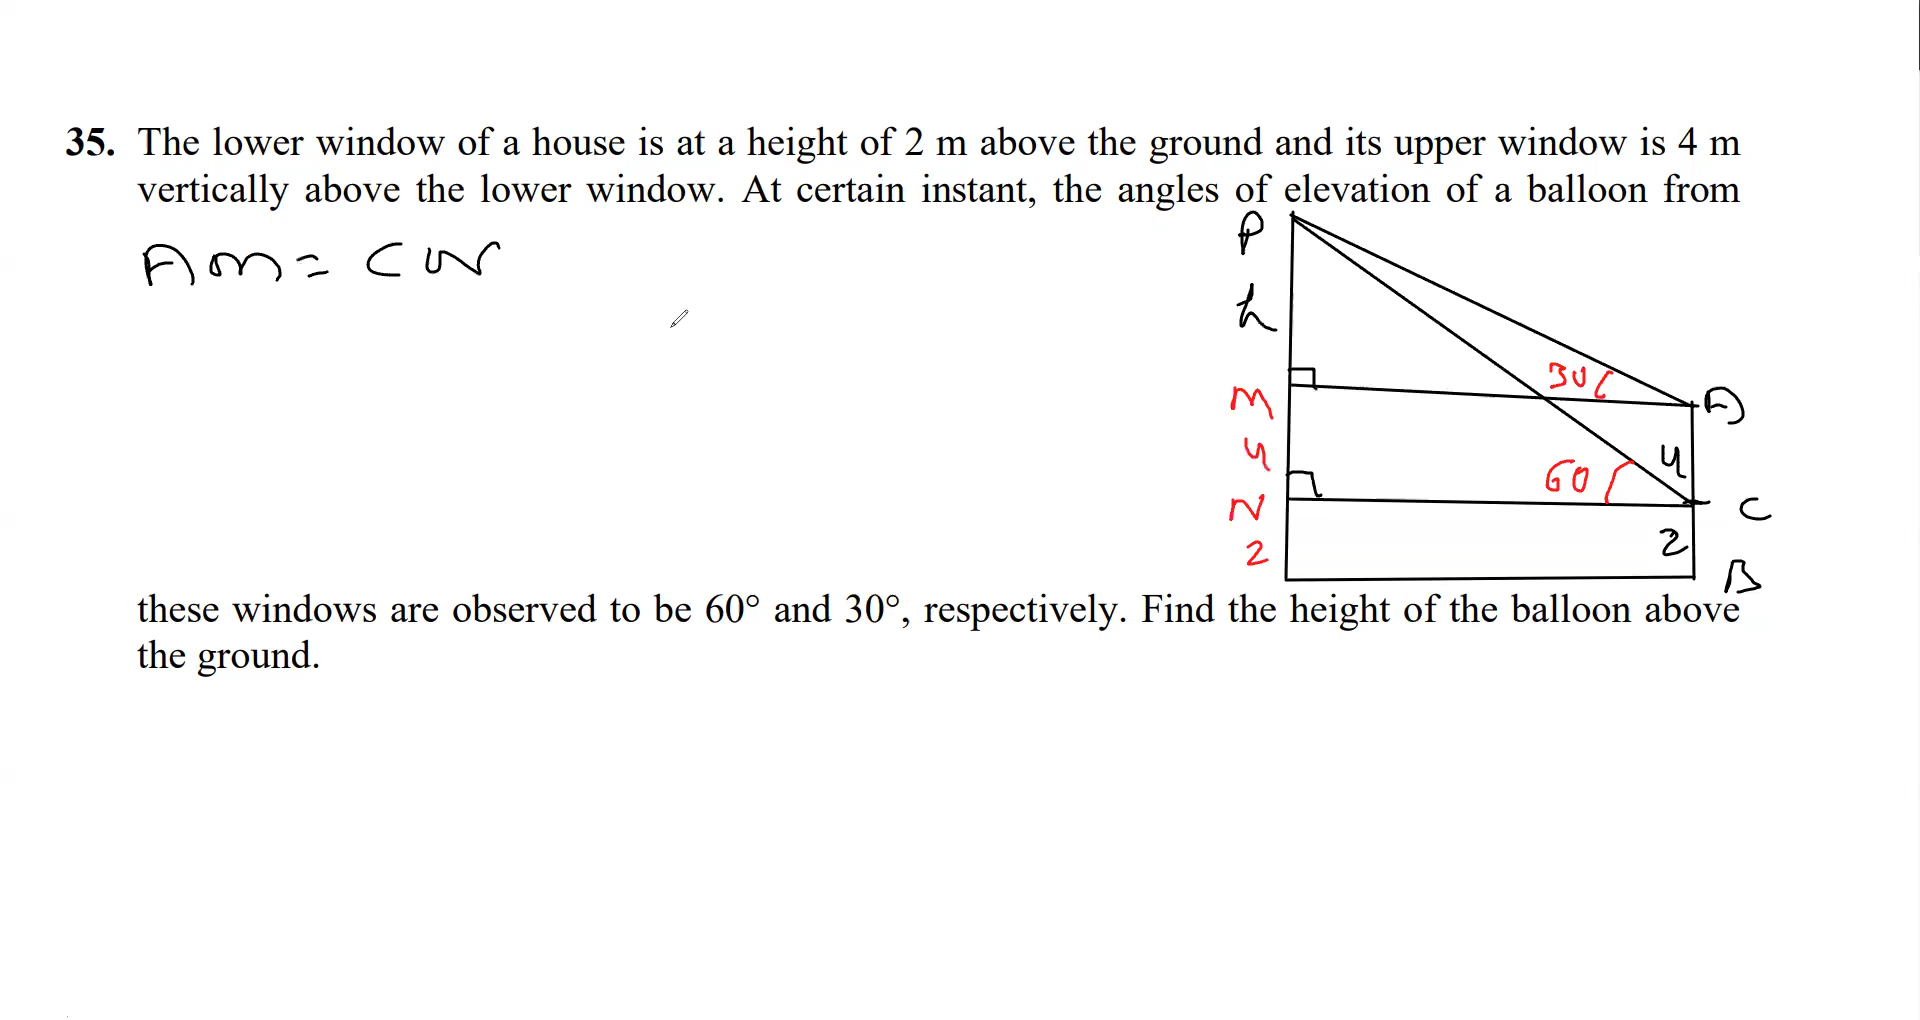 35. The lower window of a house is at a height of 2 m above the ground and its upper window is 4 m
vertically above the lower window. At certain instant, the angles of elevation of a balloon from
P
AM = CN
h
30
M
A
4
4
60
N
C
2
2
B
these windows are observed to be 60° and 30°, respectively. Find the height of the balloon above
the ground.